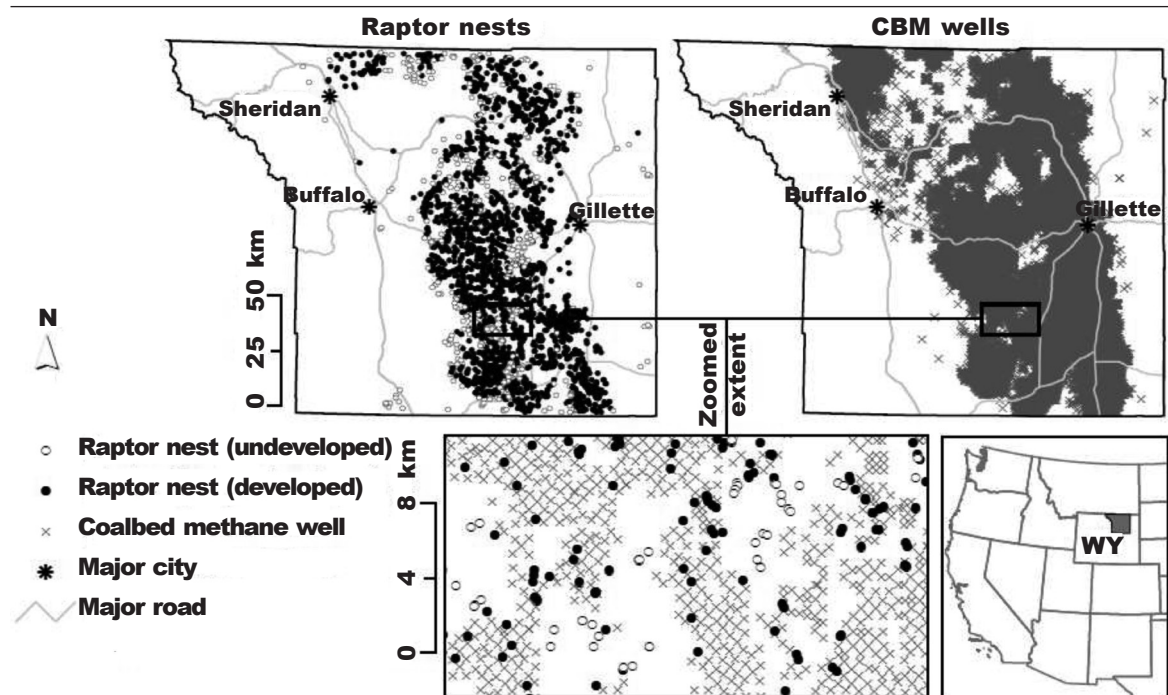 Raptor nests
CBM wells
Sheridan
Buffalo
Gillette
Sheridan
Buffalo
Gillette
N
50 km
25
0
Zoomed
extent
Raptor nest (undeveloped)
Raptor nest (developed)
Coalbed methane well
Major city
Major road
km
8
4
0
WY